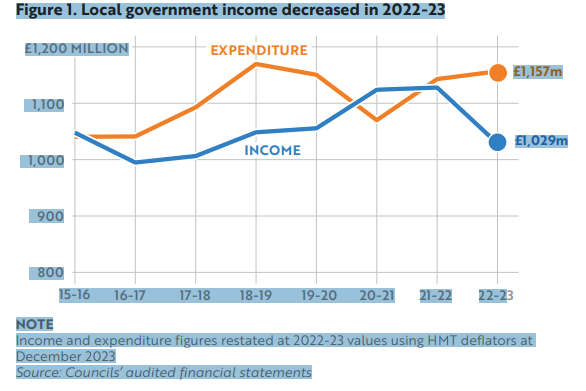 Figure 1. Local government income decreased in 2022-23
£1,200 MILLION
EXPENDITURE
£1,157m
1,100
£1,029m
INCOME
1,000
900
800
15-16 16-17 17-18 18-19 19-20 20-21 21-22 22-23
NOTE
Income and expenditure figures restated at 2022-23 values using HMT deflators at
December 2023
Source: Councils’ audited financial statements